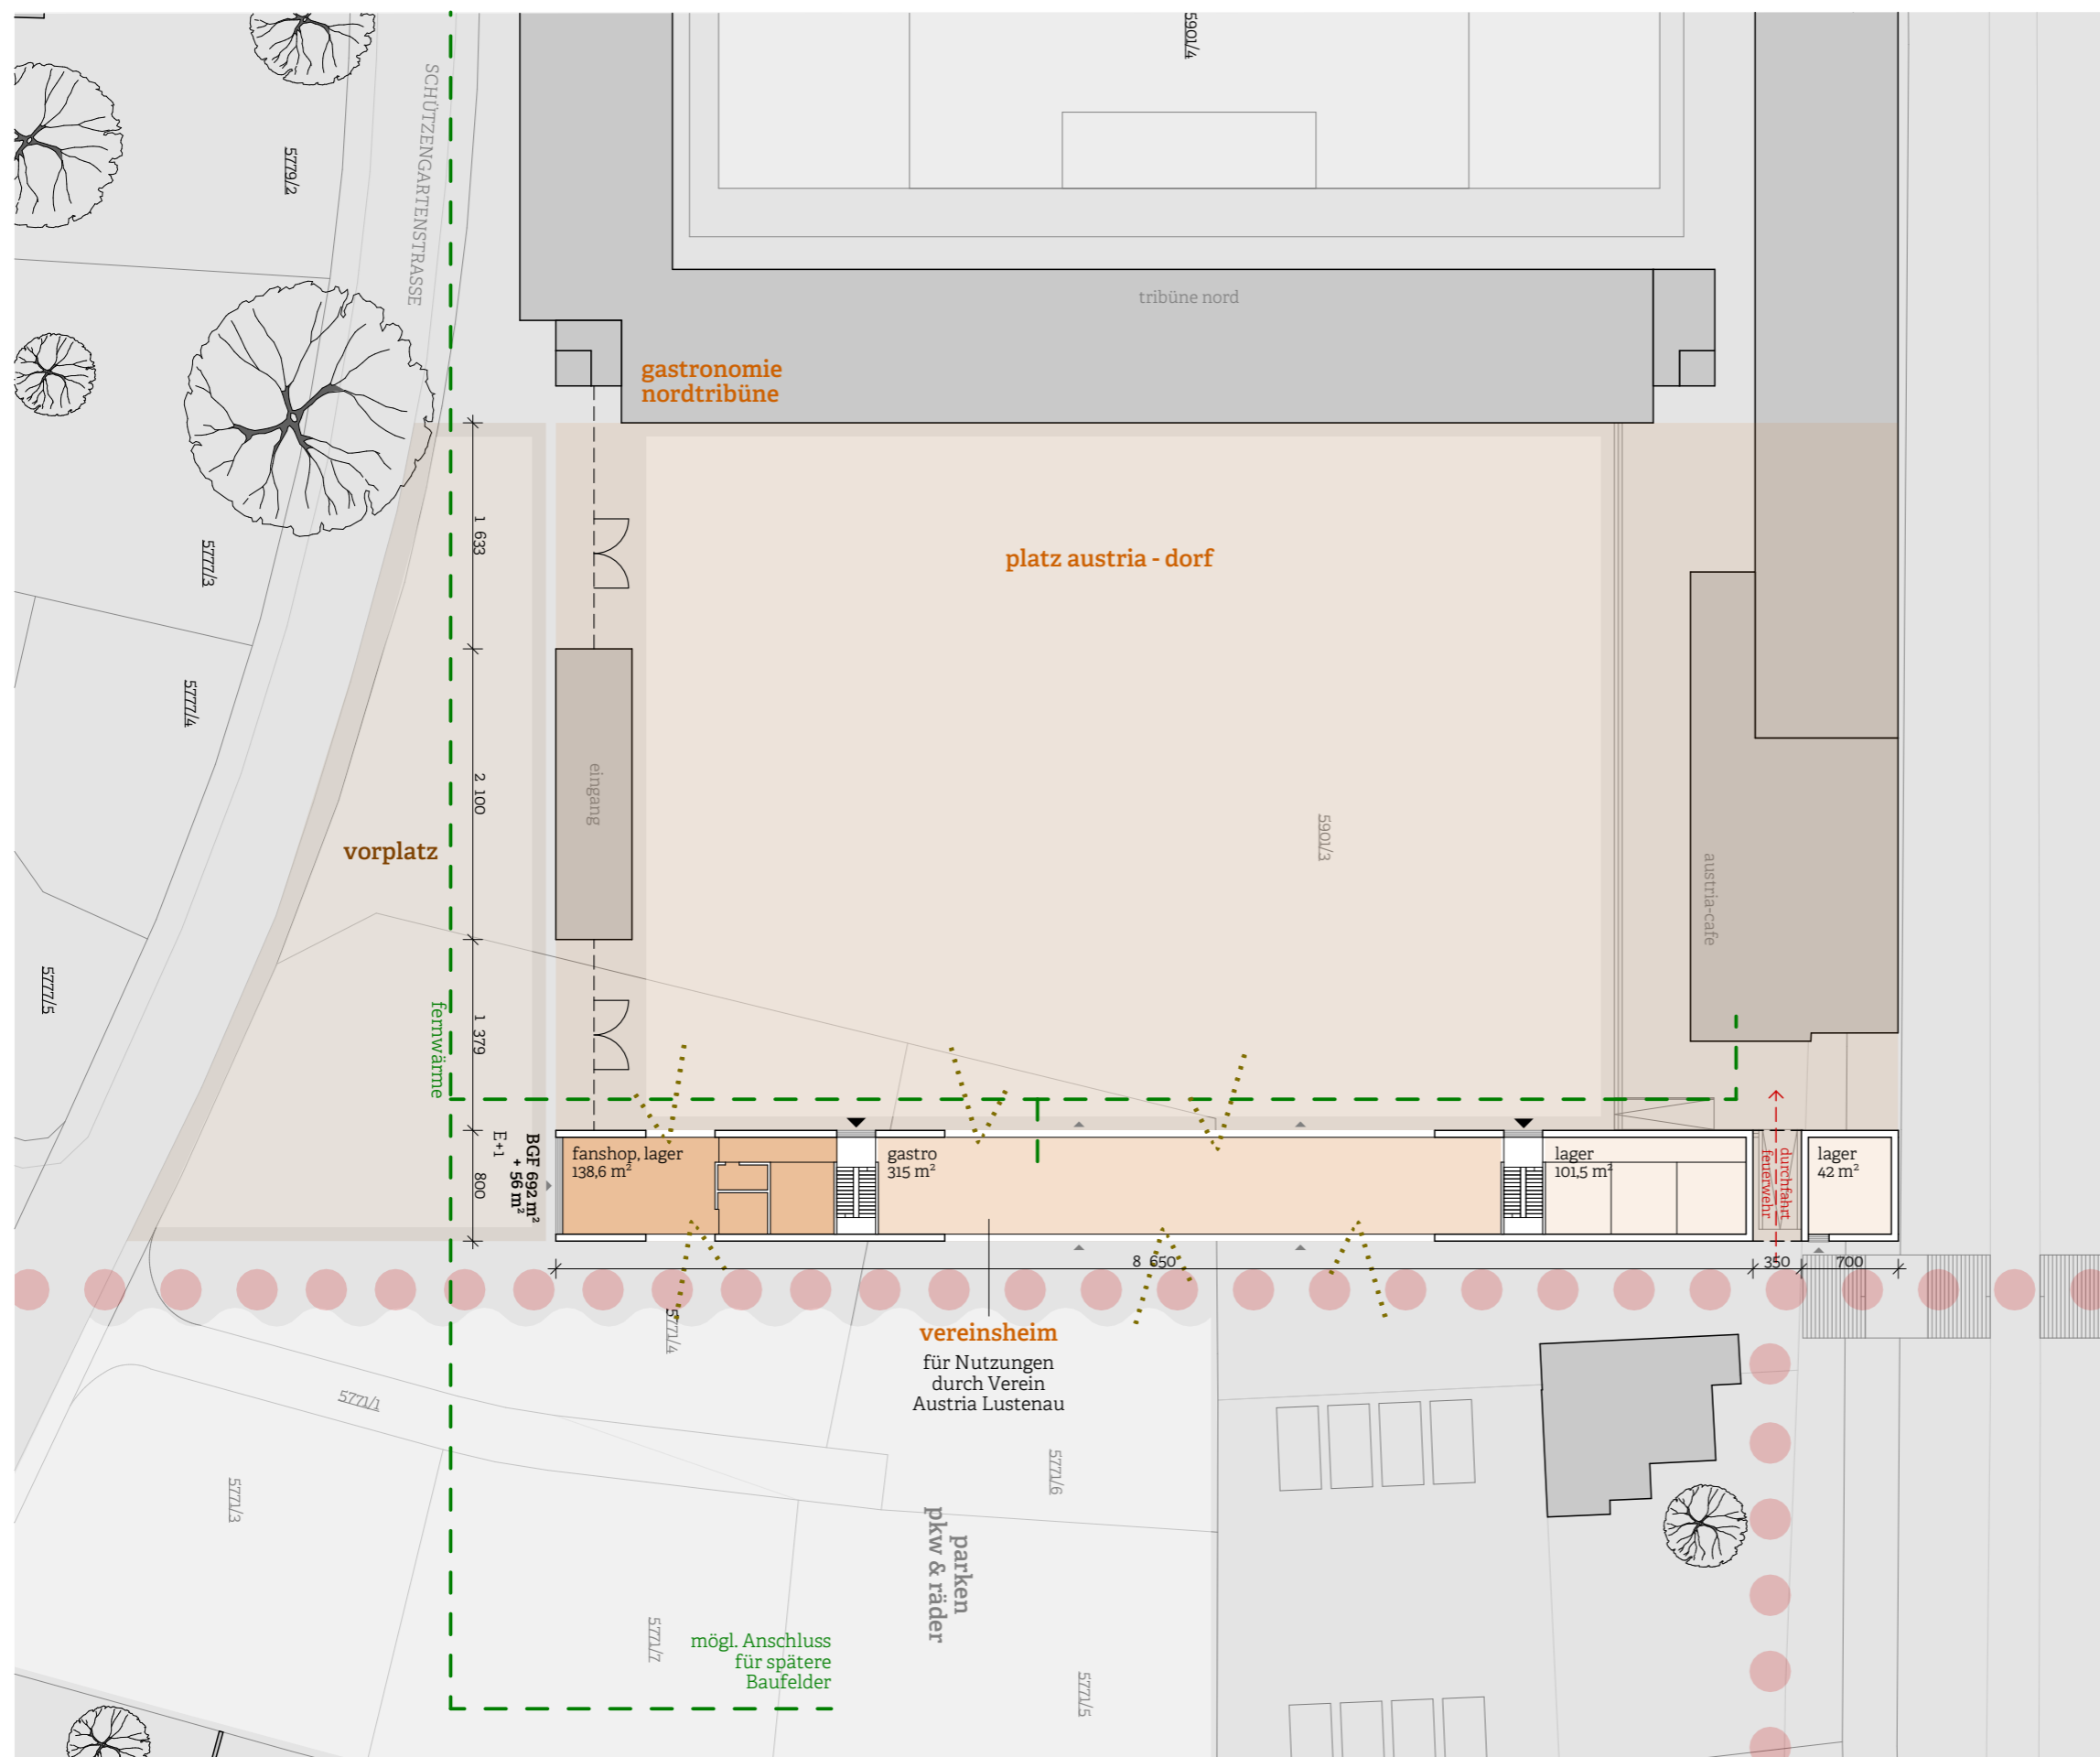 5901/4
SCHÜTZENGARTENSTRASSE
5779/2
tribüne nord
gastronomie
nordtribüne
1 633
5777/3
platz austria - dorf
5777/4
2 100
eingang
5901/3
vorplatz
austria-cafe
5777/5
fernwärme
1 379
800
E+1
BGF 692 m²
+ 56 m²
fanshop, lager
138,6 m²
gastro
315 m²
lager
101,5 m²
durchfahrt
feuerwehr
lager
42 m²
8 650
350
700
5771/4
vereinsheim
für Nutzungen
durch Verein
Austria Lustenau
5771/1
5771/3
5771/6
parken
pkw & räder
5771/7
mögl. Anschluss
für spätere
Baufelder
5771/5